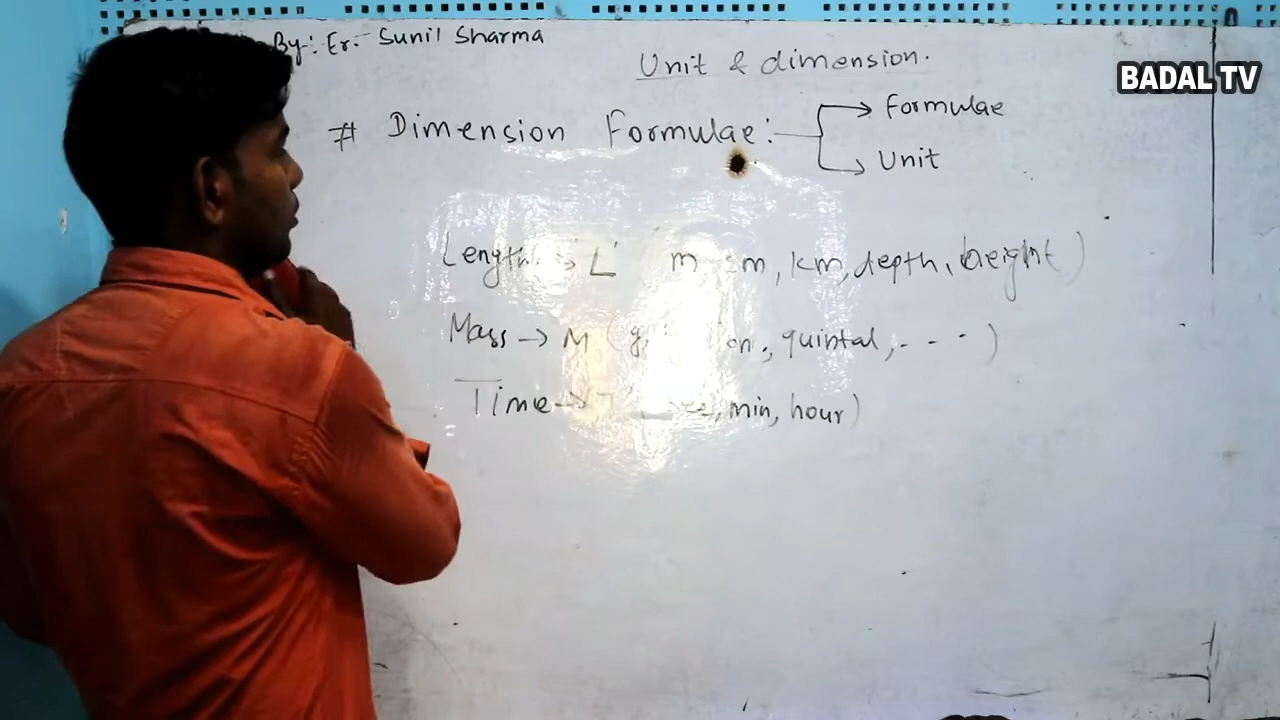 By:- Er. Sunil Sharma
Unit & dimension.
BADAL TV
# Dimension Formulae:
Formulae
Unit
Length L m m, km, depth, height)
Mass → M ( quintal, - - - )
Time → min, hour)